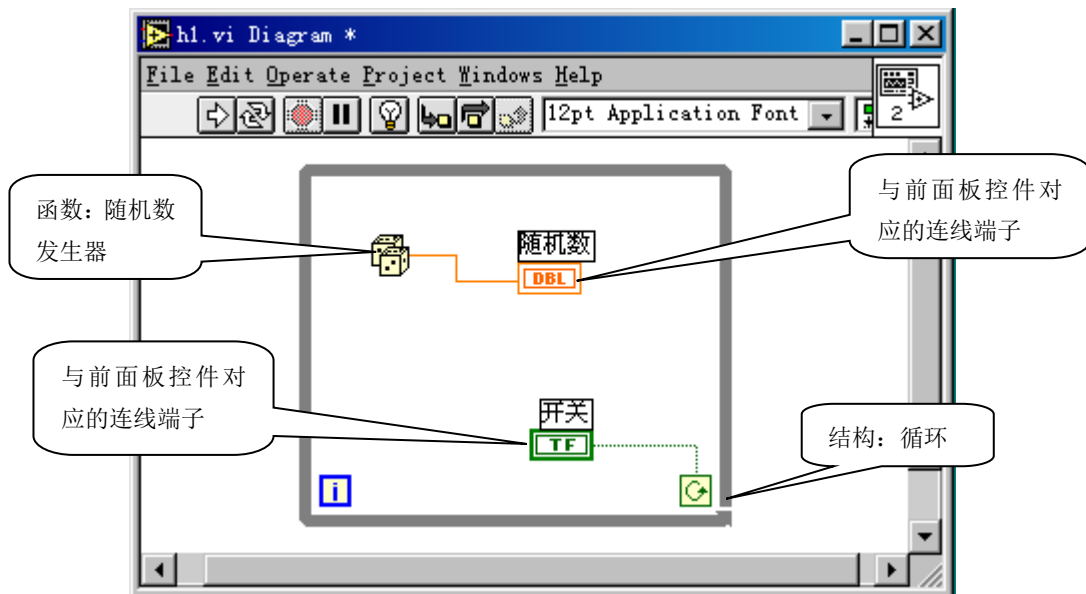 h1.vi Diagram *
File Edit Operate Project Windows Help
12pt Application Font
2
函数：随机数
发生器
随机数
DBL
与前面板控件对
应的连线端子
与前面板控件对
应的连线端子
开关
TF
结构：循环
i